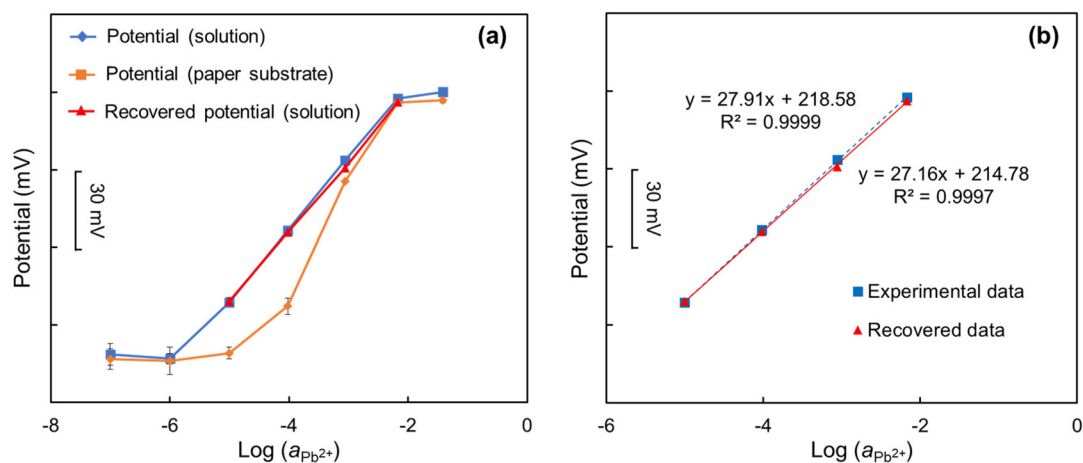 (a)
Potential (solution)
Potential (paper substrate)
Recovered potential (solution)
Potential (mV)
30 mV
-8
-6
-4
-2
0
Log (aPb2+)
(b)
y = 27.91x + 218.58
R² = 0.9999
y = 27.16x + 214.78
R² = 0.9997
Potential (mV)
30 mV
Experimental data
Recovered data
-6
-4
-2
0
Log (aPb2+)